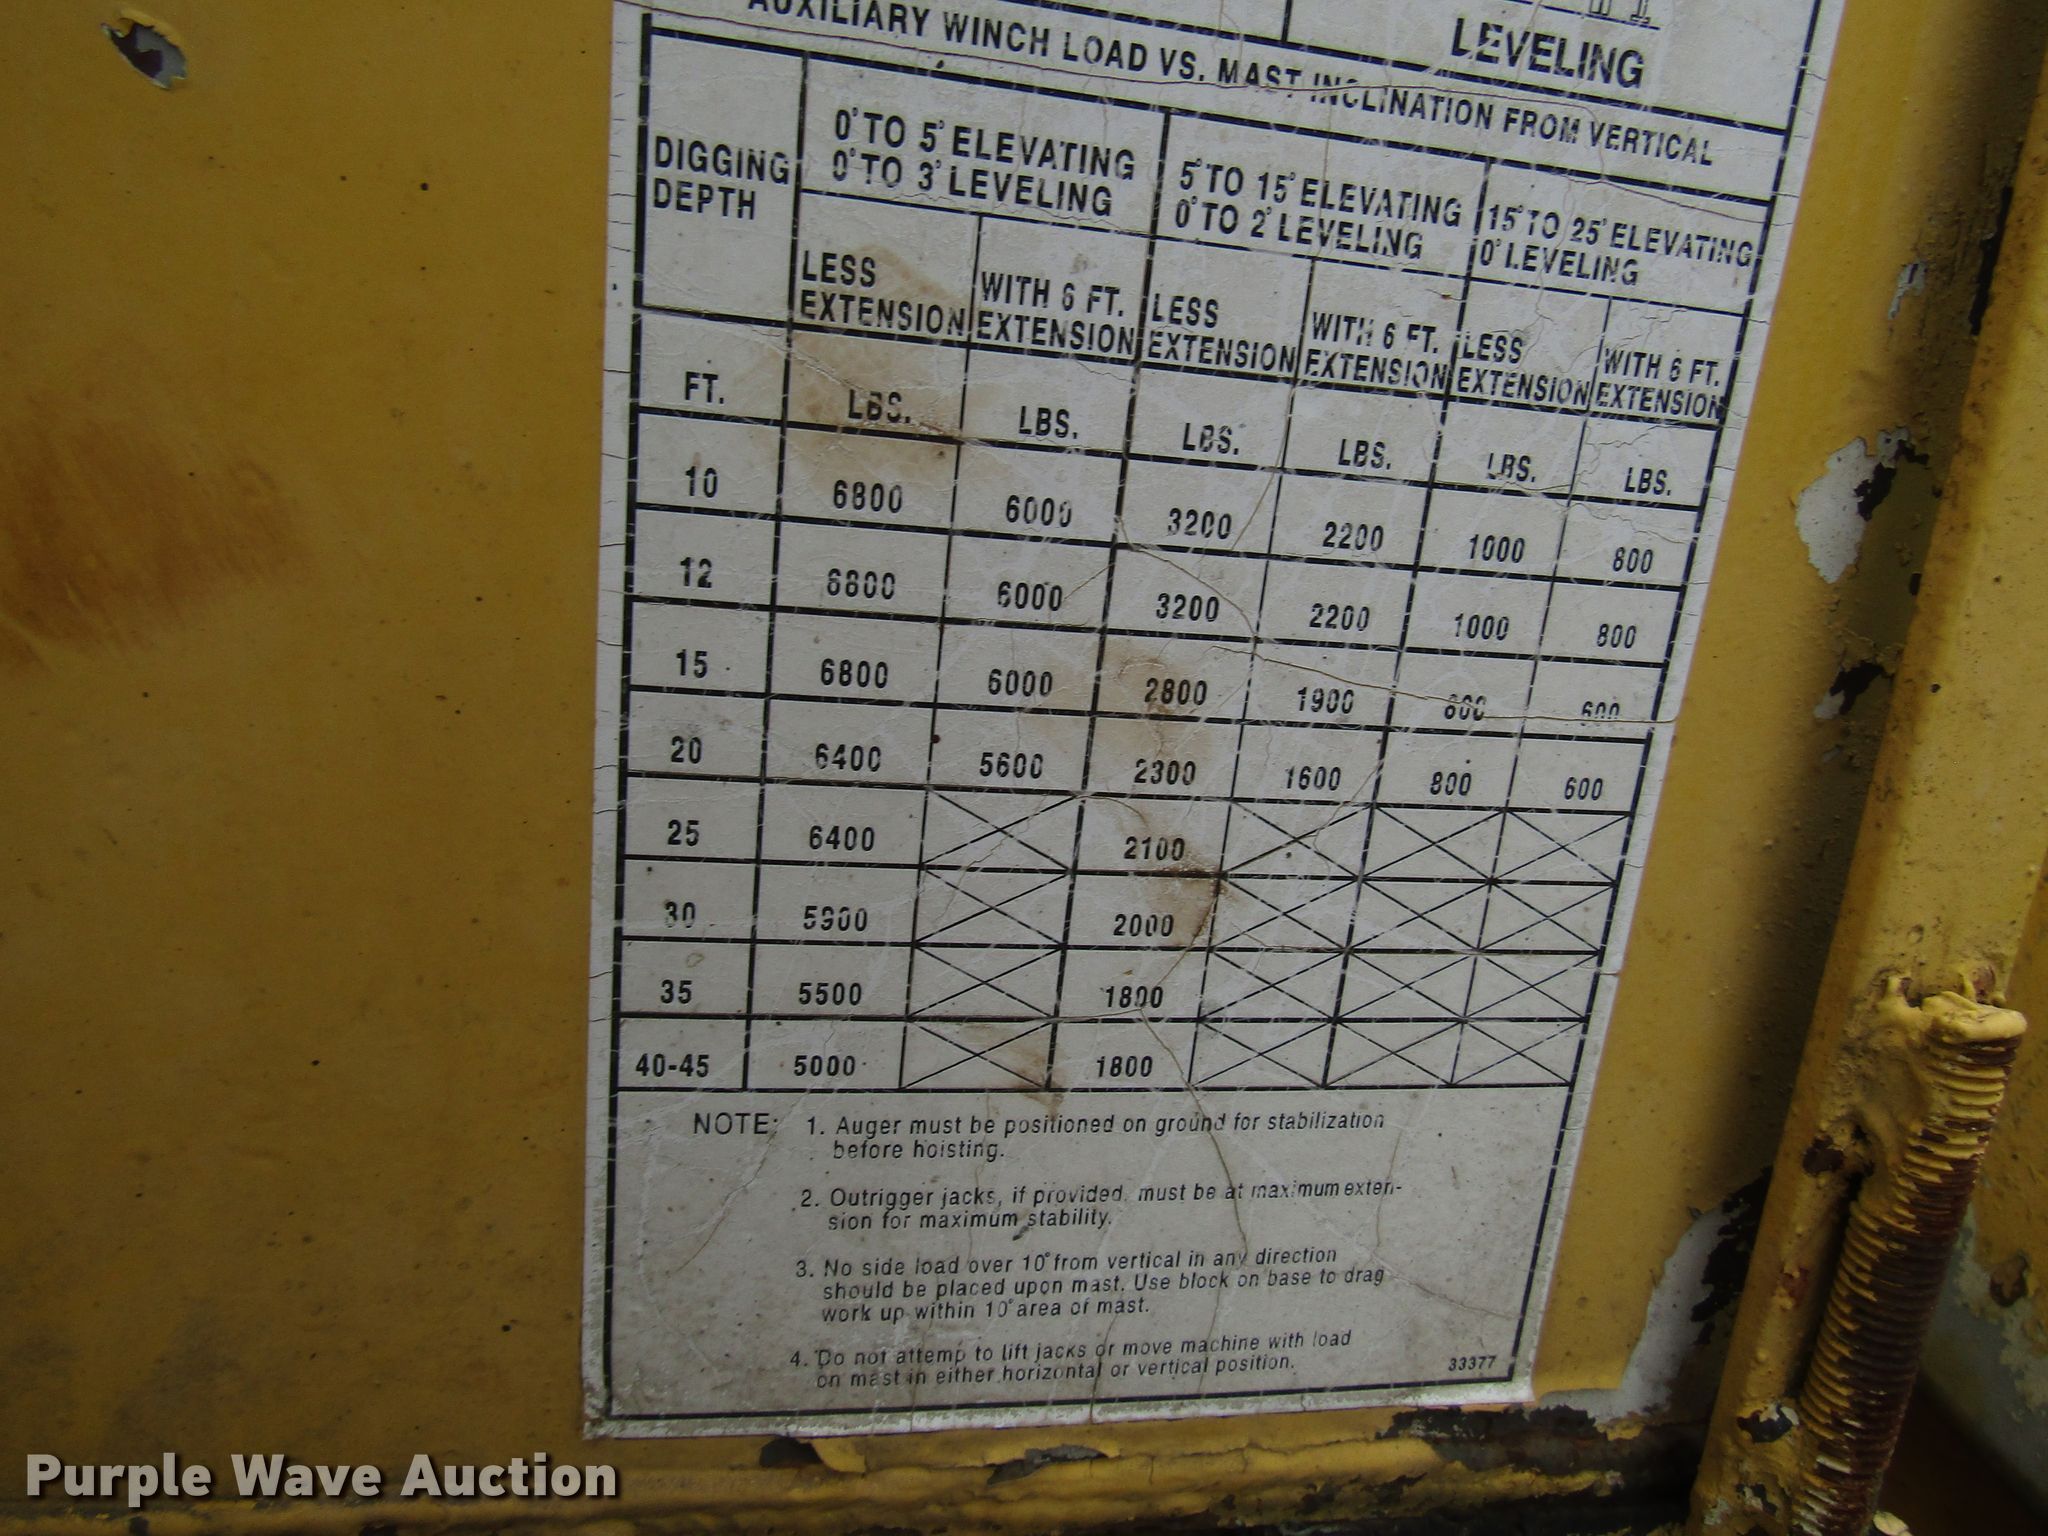 LEVELING
AUXILIARY WINCH LOAD VS. MAST INCLINATION FROM VERTICAL
DIGGING DEPTH
0° TO 5° ELEVATING
0° TO 3° LEVELING
5° TO 15° ELEVATING
0° TO 2° LEVELING
15° TO 25° ELEVATING
0° LEVELING
LESS EXTENSION WITH 6 FT. EXTENSION LESS EXTENSION WITH 6 FT. EXTENSION LESS EXTENSION WITH 6 FT. EXTENSION
FT. LBS. LBS. LBS. LBS. LBS. LBS.
10 6800 6000 3200 2200 1000 800
12 6800 6000 3200 2200 1000 800
15 6800 6000 2800 1900 800 600
20 6400 5600 2300 1600 800 600
25 6400 2100
30 5900 2000
35 5500 1800
40-45 5000 1800
NOTE: 1. Auger must be positioned on ground for stabilization
before hoisting.
2. Outrigger jacks, if provided, must be at maximum exten-
sion for maximum stability.
3. No side load over 10° from vertical in any direction
should be placed upon mast. Use block on base to drag
work up within 10° area of mast.
4. Do not attemp to lift jacks or move machine with load
on mast in either horizontal or vertical position.
33377
Purple Wave Auction